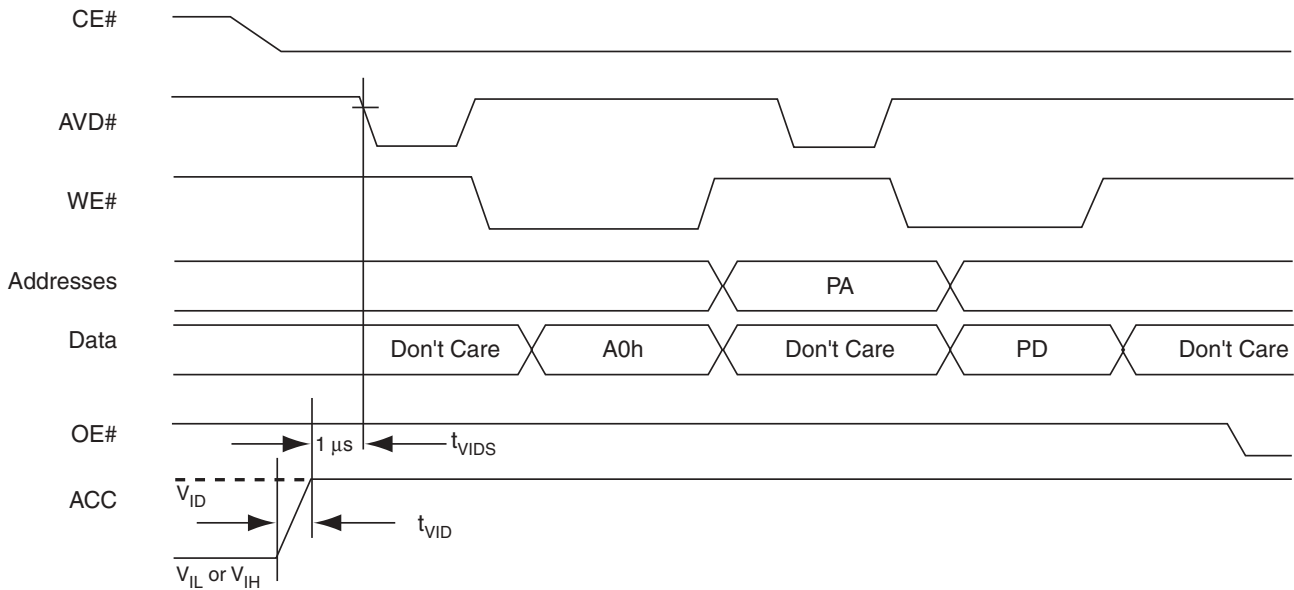 CE#
AVD#
WE#
Addresses
PA
Data
Don't Care
A0h
Don't Care
PD
Don't Care
OE#
1 μs
tVIDS
ACC
VID
tVID
VIL or VIH